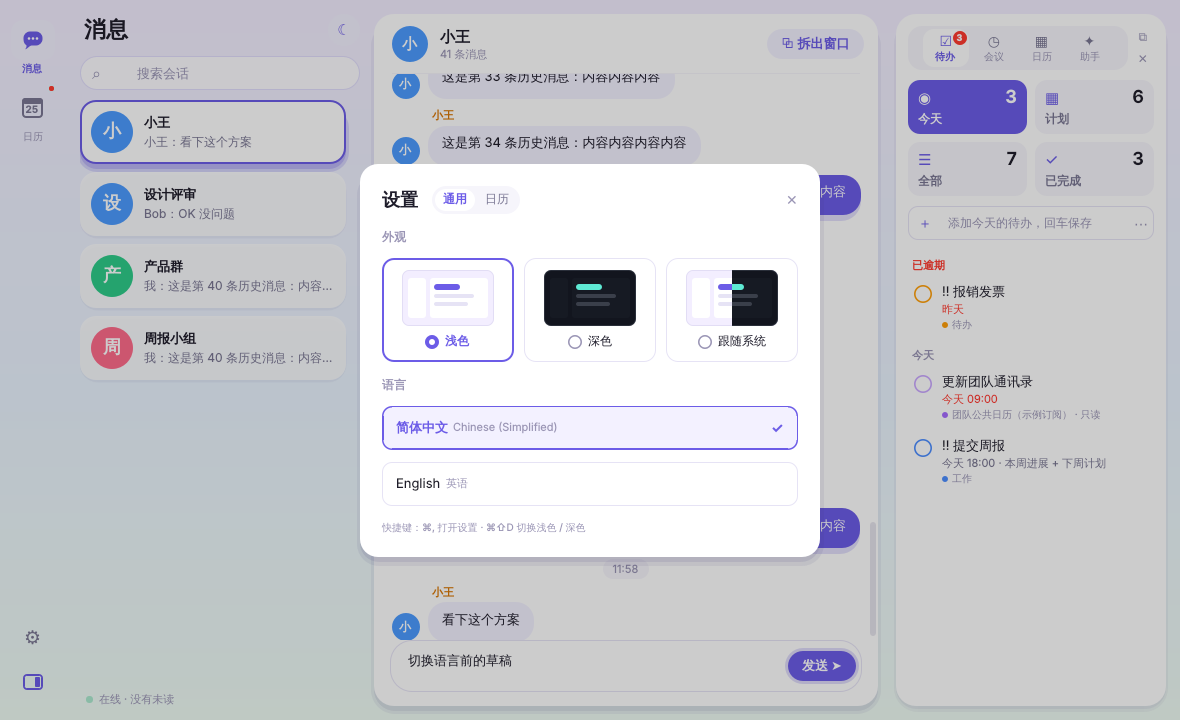 消息
25
日历
消息
搜索会话
小
小王
小王：看下这个方案
设
设计评审
Bob：OK 没问题
产
产品群
我：这是第 40 条历史消息：内容...
周
周报小组
我：这是第 40 条历史消息：内容...
在线 · 没有未读
小
小王
41 条消息
拆出窗口
小
这是第 33 条历史消息：内容内容内容
小王
小
这是第 34 条历史消息：内容内容内容内容
内容
内容
11:58
小王
小
看下这个方案
切换语言前的草稿
发送
设置
通用
日历
×
外观
浅色
深色
跟随系统
语言
简体中文 Chinese (Simplified)
English 英语
快捷键：⌘, 打开设置 · ⌘⇧D 切换浅色 / 深色
3
待办
会议
日历
助手
×
3
今天
6
计划
7
全部
3
已完成
+ 添加今天的待办，回车保存 ···
已逾期
!! 报销发票
昨天
待办
今天
更新团队通讯录
今天 09:00
团队公共日历（示例订阅） · 只读
!! 提交周报
今天 18:00 · 本周进展 + 下周计划
工作